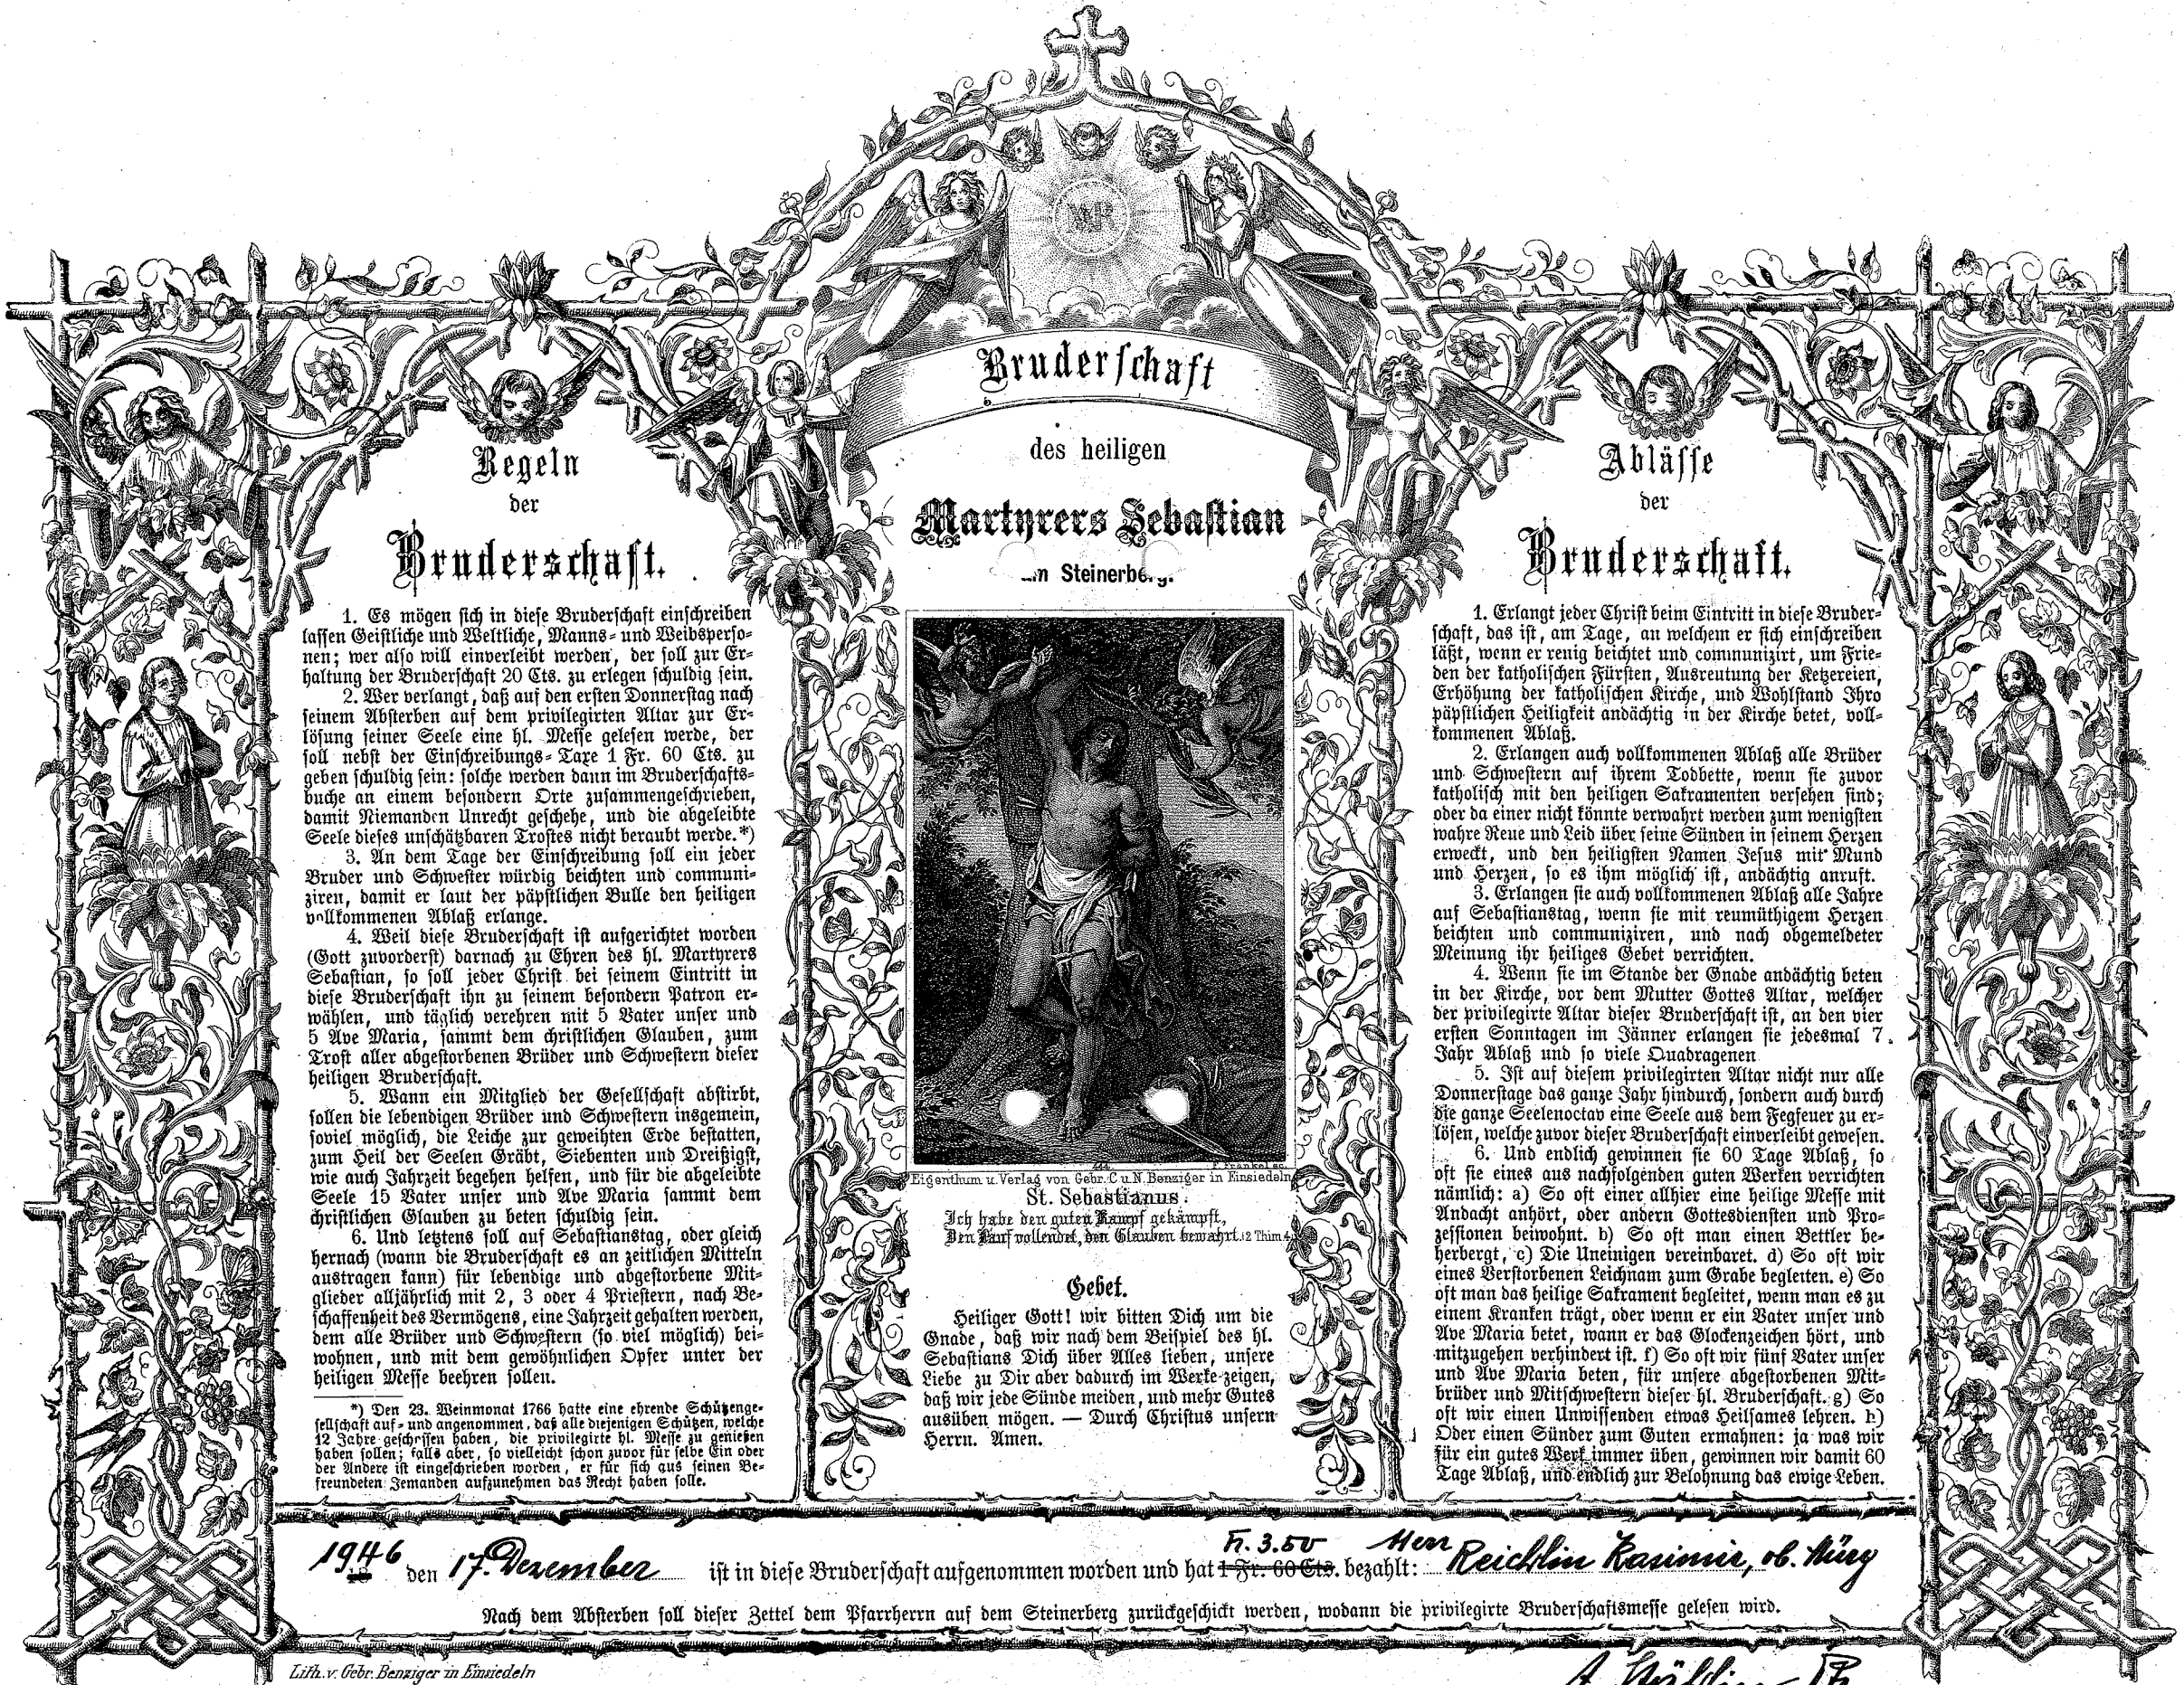 Bruderschaft
des heiligen
Martyrers Sebastian
Steinerberg.
Regeln
der
Bruderschaft.
1. Es mögen sich in diese Bruderschaft einschreiben
lassen Geistliche und Weltliche, Manns- und Weibsperso-
nen; wer also will einverleibt werden, der soll zur Er-
haltung der Bruderschaft 20 Cts. zu erlegen schuldig sein.
2. Wer verlangt, daß auf den ersten Donnerstag nach
seinem Absterben auf dem privilegirten Altar zur Er-
lösung seiner Seele eine hl. Messe gelesen werde, der
soll nebst der Einschreibungs-Taxe 1 Fr. 60 Cts. zu
geben schuldig sein: solche werden dann im Bruderschafts-
buche an einem besondern Orte zusammengeschrieben,
damit Niemanden Unrecht geschehe, und die abgeleibte
Seele dieses unschätzbaren Trostes nicht beraubt werde.*)
3. An dem Tage der Einschreibung soll ein jeder
Bruder und Schwester würdig beichten und communi-
ziren, damit er laut der päpstlichen Bulle den heiligen
vollkommenen Ablaß erlange.
4. Weil diese Bruderschaft ist aufgerichtet worden
(Gott zuvorderst) darnach zu Ehren des hl. Martyrers
Sebastian, so soll jeder Christ bei seinem Eintritt in
diese Bruderschaft ihn zu seinem besondern Patron er-
wählen, und täglich verehren mit 5 Vater unser und
5 Ave Maria, sammt dem christlichen Glauben, zum
Trost aller abgestorbenen Brüder und Schwestern dieser
heiligen Bruderschaft.
5. Wann ein Mitglied der Gesellschaft abstirbt,
sollen die lebendigen Brüder und Schwestern insgemein,
soviel möglich, die Leiche zur geweihten Erde bestatten,
zum Heil der Seelen Gräbt, Siebenten und Dreißigst,
wie auch Jahrzeit begehen helfen, und für die abgeleibte
Seele 15 Vater unser und Ave Maria sammt dem
christlichen Glauben zu beten schuldig sein.
6. Und letztens soll auf Sebastianstag, oder gleich
hernach (wann die Bruderschaft es an zeitlichen Mitteln
austragen kann) für lebendige und abgestorbene Mit-
glieder alljährlich mit 2, 3 oder 4 Priestern, nach Be-
schaffenheit des Vermögens, eine Jahrzeit gehalten werden,
dem alle Brüder und Schwestern (so viel möglich) bei-
wohnen, und mit dem gewöhnlichen Opfer unter der
heiligen Messe beehren sollen.
*) Den 23. Weinmonat 1766 hatte eine ehrende Schützenge-
sellschaft auf- und angenommen, daß alle diejenigen Schützen, welche
12 Jahre geschossen haben, die privilegirte hl. Messe zu genießen
haben sollen; falls aber, so vielleicht schon zuvor für selbe Ein oder
der Andere ist eingeschrieben worden, er für sich aus seinen Be-
freundeten Jemanden aufzunehmen das Recht haben solle.
444. F. Fränkel sc.
Eigenthum u. Verlag von Gebr. C u. N. Benziger in Einsiedeln
St. Sebastianus.
Ich habe den guten Kampf gekämpft,
Den Lauf vollendet, den Glauben bewahrt. 2 Thim 4.
Gebet.
Heiliger Gott! wir bitten Dich um die
Gnade, daß wir nach dem Beispiel des hl.
Sebastians Dich über Alles lieben, unsere
Liebe zu Dir aber dadurch im Werke zeigen,
daß wir jede Sünde meiden, und mehr Gutes
ausüben mögen. — Durch Christus unsern
Herrn. Amen.
Ablässe
der
Bruderschaft.
1. Erlangt jeder Christ beim Eintritt in diese Bruder-
schaft, das ist, am Tage, an welchem er sich einschreiben
läßt, wenn er reuig beichtet und communizirt, um Frie-
den der katholischen Fürsten, Ausreutung der Ketzereien,
Erhöhung der katholischen Kirche, und Wohlstand Ihro
päpstlichen Heiligkeit andächtig in der Kirche betet, voll-
kommenen Ablaß.
2. Erlangen auch vollkommenen Ablaß alle Brüder
und Schwestern auf ihrem Todbette, wenn sie zuvor
katholisch mit den heiligen Sakramenten versehen sind;
oder da einer nicht könnte verwahrt werden zum wenigsten
wahre Reue und Leid über seine Sünden in seinem Herzen
erweckt, und den heiligsten Namen Jesus mit Mund
und Herzen, so es ihm möglich ist, andächtig anruft.
3. Erlangen sie auch vollkommenen Ablaß alle Jahre
auf Sebastianstag, wenn sie mit reumüthigem Herzen
beichten und communiziren, und nach obgemeldeter
Meinung ihr heiliges Gebet verrichten.
4. Wenn sie im Stande der Gnade andächtig beten
in der Kirche, vor dem Mutter Gottes Altar, welcher
der privilegirte Altar dieser Bruderschaft ist, an den vier
ersten Sonntagen im Jänner erlangen sie jedesmal 7
Jahr Ablaß und so viele Quadragenen
5. Ist auf diesem privilegirten Altar nicht nur alle
Donnerstage das ganze Jahr hindurch, sondern auch durch
die ganze Seelenoctav eine Seele aus dem Fegfeuer zu er-
lösen, welche zuvor dieser Bruderschaft einverleibt gewesen.
6. Und endlich gewinnen sie 60 Tage Ablaß, so
oft sie eines aus nachfolgenden guten Werken verrichten
nämlich: a) So oft einer allhier eine heilige Messe mit
Andacht anhört, oder andern Gottesdiensten und Pro-
zessionen beiwohnt. b) So oft man einen Bettler be-
herbergt, c) Die Uneinigen vereinbaret. d) So oft wir
eines Verstorbenen Leichnam zum Grabe begleiten. e) So
oft man das heilige Sakrament begleitet, wenn man es zu
einem Kranken trägt, oder wenn er ein Vater unser und
Ave Maria betet, wann er das Glockenzeichen hört, und
mitzugehen verhindert ist. f) So oft wir fünf Vater unser
und Ave Maria beten, für unsere abgestorbenen Mit-
brüder und Mitschwestern dieser hl. Bruderschaft. g) So
oft wir einen Unwissenden etwas Heilsames lehren. h)
Oder einen Sünder zum Guten ermahnen: ja was wir
für ein gutes Werk immer üben, gewinnen wir damit 60
Tage Ablaß, und endlich zur Belohnung das ewige Leben.
1946 den 17. Dezember ist in diese Bruderschaft aufgenommen worden und hat Fr. 3.50 1 Fr. 60 Cts. bezahlt: Herr Reichlin Kasimir, ob.
Nach dem Absterben soll dieser Zettel dem Pfarrherrn auf dem Steinerberg zurückgeschickt werden, wodann die privilegirte Bruderschaftsmesse gelesen wird.
Lith. v. Gebr. Benziger in Einsiedeln